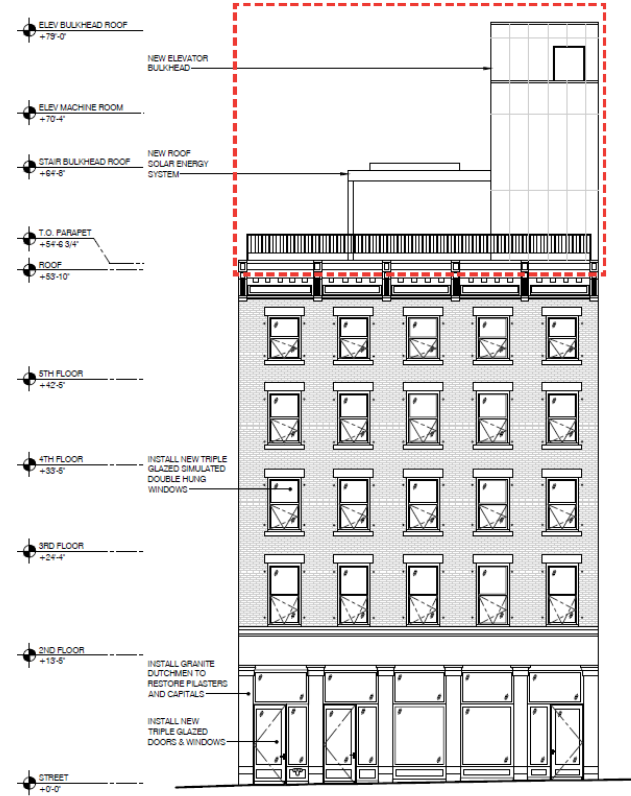 ELEV BULKHEAD ROOF
+79'-0"
NEW ELEVATOR
BULKHEAD
ELEV MACHINE ROOM
+70'-4"
NEW ROOF
SOLAR ENERGY
SYSTEM
STAIR BULKHEAD ROOF
+64'-8"
T.O. PARAPET
+54'-6 3/4"
ROOF
+53'-10"
5TH FLOOR
+42'-5"
4TH FLOOR
+33'-5"
INSTALL NEW TRIPLE
GLAZED SIMULATED
DOUBLE HUNG
WINDOWS
3RD FLOOR
+24'-4"
2ND FLOOR
+13'-5"
INSTALL GRANITE
DUTCHMEN TO
RESTORE PILASTERS
AND CAPITALS
INSTALL NEW
TRIPLE GLAZED
DOORS & WINDOWS
STREET
+0'-0"